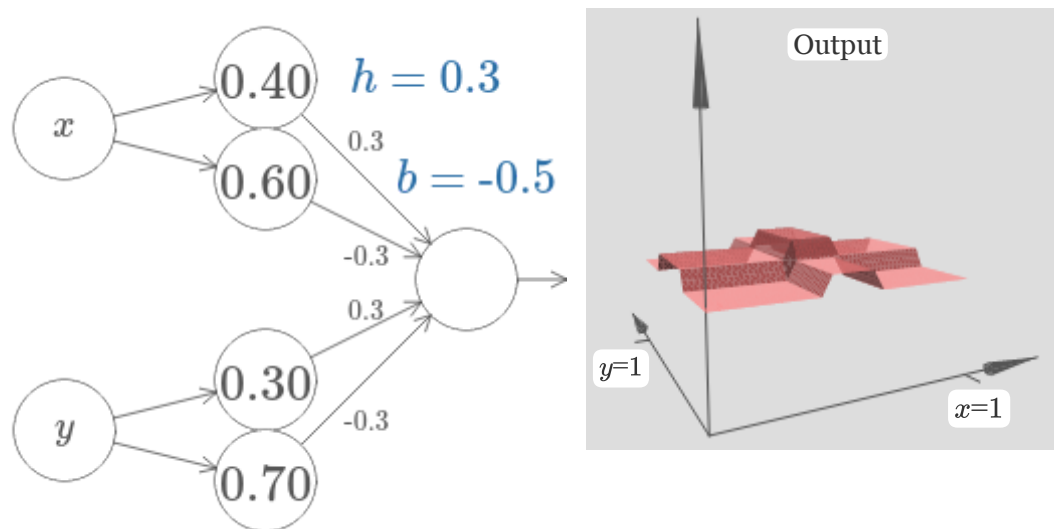 x
0.40
h = 0.3
0.60
0.3
b = -0.5
-0.3
0.3
y
0.30
-0.3
0.70
Output
y=1
x=1